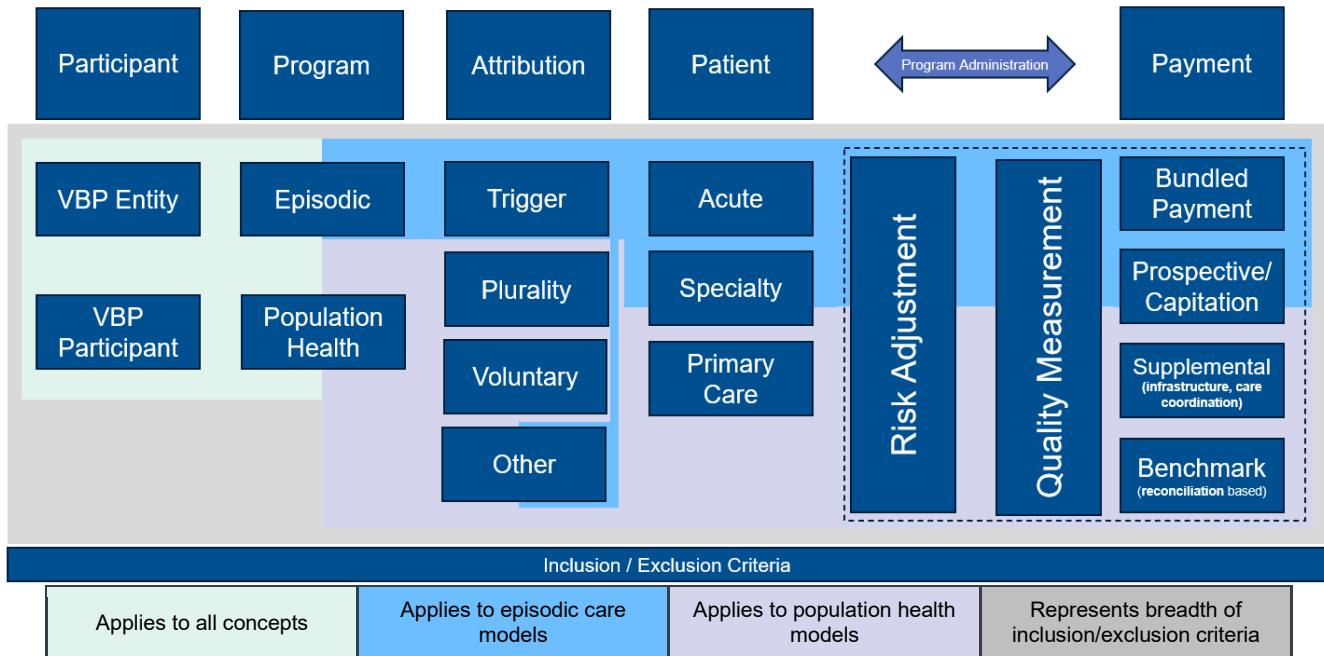 Participant
Program
Attribution
Patient
Program Administration
Payment
VBP Entity
Episodic
Trigger
Acute
Risk Adjustment
Quality Measurement
Bundled
Payment
Plurality
Specialty
Prospective/
Capitation
VBP
Participant
Population
Health
Voluntary
Primary
Care
Supplemental
(infrastructure, care
coordination)
Other
Benchmark
(reconciliation based)
Inclusion / Exclusion Criteria
Applies to all concepts
Applies to episodic care
models
Applies to population health
models
Represents breadth of
inclusion/exclusion criteria